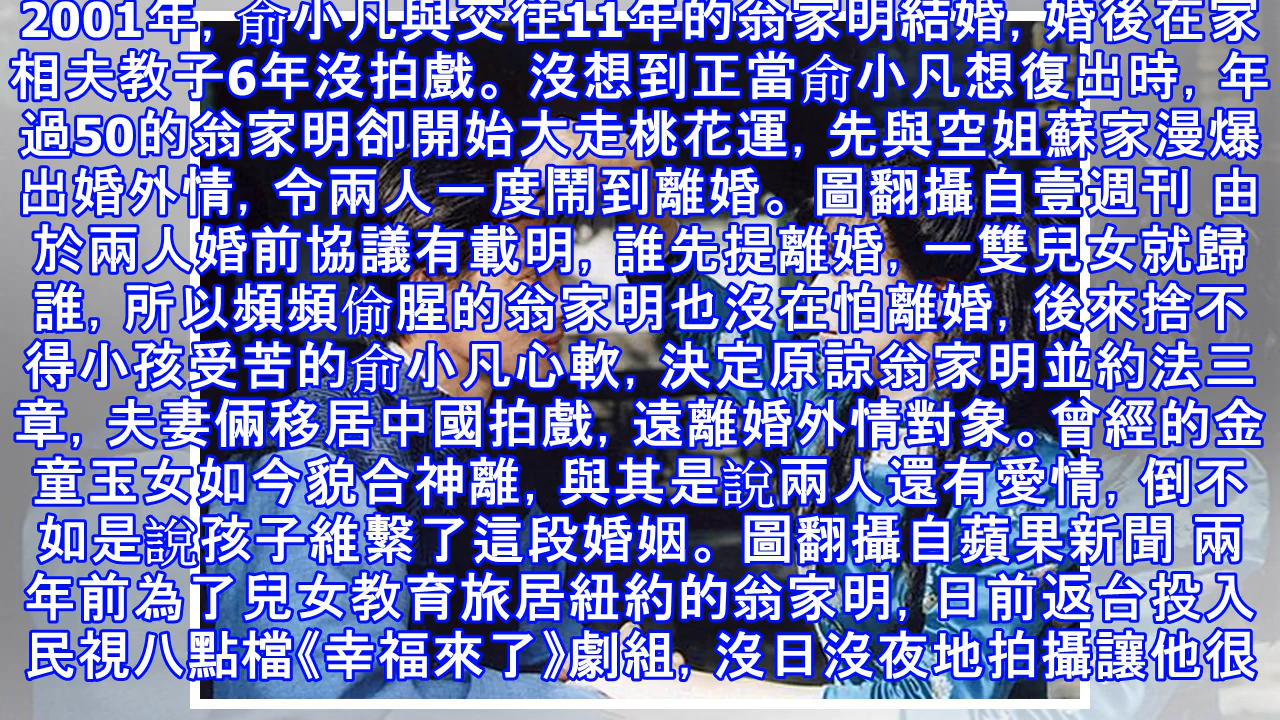 2001年, 俞小凡與交往11年的翁家明結婚, 婚後在家
相夫教子6年沒拍戲。沒想到正當俞小凡想復出時, 年
過50的翁家明卻開始大走桃花運, 先與空姐蘇家漫爆
出婚外情, 令兩人一度鬧到離婚。圖翻攝自壹週刊 由
於兩人婚前協議有載明, 誰先提離婚, 一雙兒女就歸
誰, 所以頻頻偷腥的翁家明也沒在怕離婚, 後來捨不
得小孩受苦的俞小凡心軟, 決定原諒翁家明並約法三
章, 夫妻倆移居中國拍戲, 遠離婚外情對象。曾經的金
童玉女如今貌合神離, 與其是說兩人還有愛情, 倒不
如是說孩子維繫了這段婚姻。圖翻攝自蘋果新聞 兩
年前為了兒女教育旅居紐約的翁家明, 日前返台投入
民視八點檔《幸福來了》劇組, 沒日沒夜地拍攝讓他很